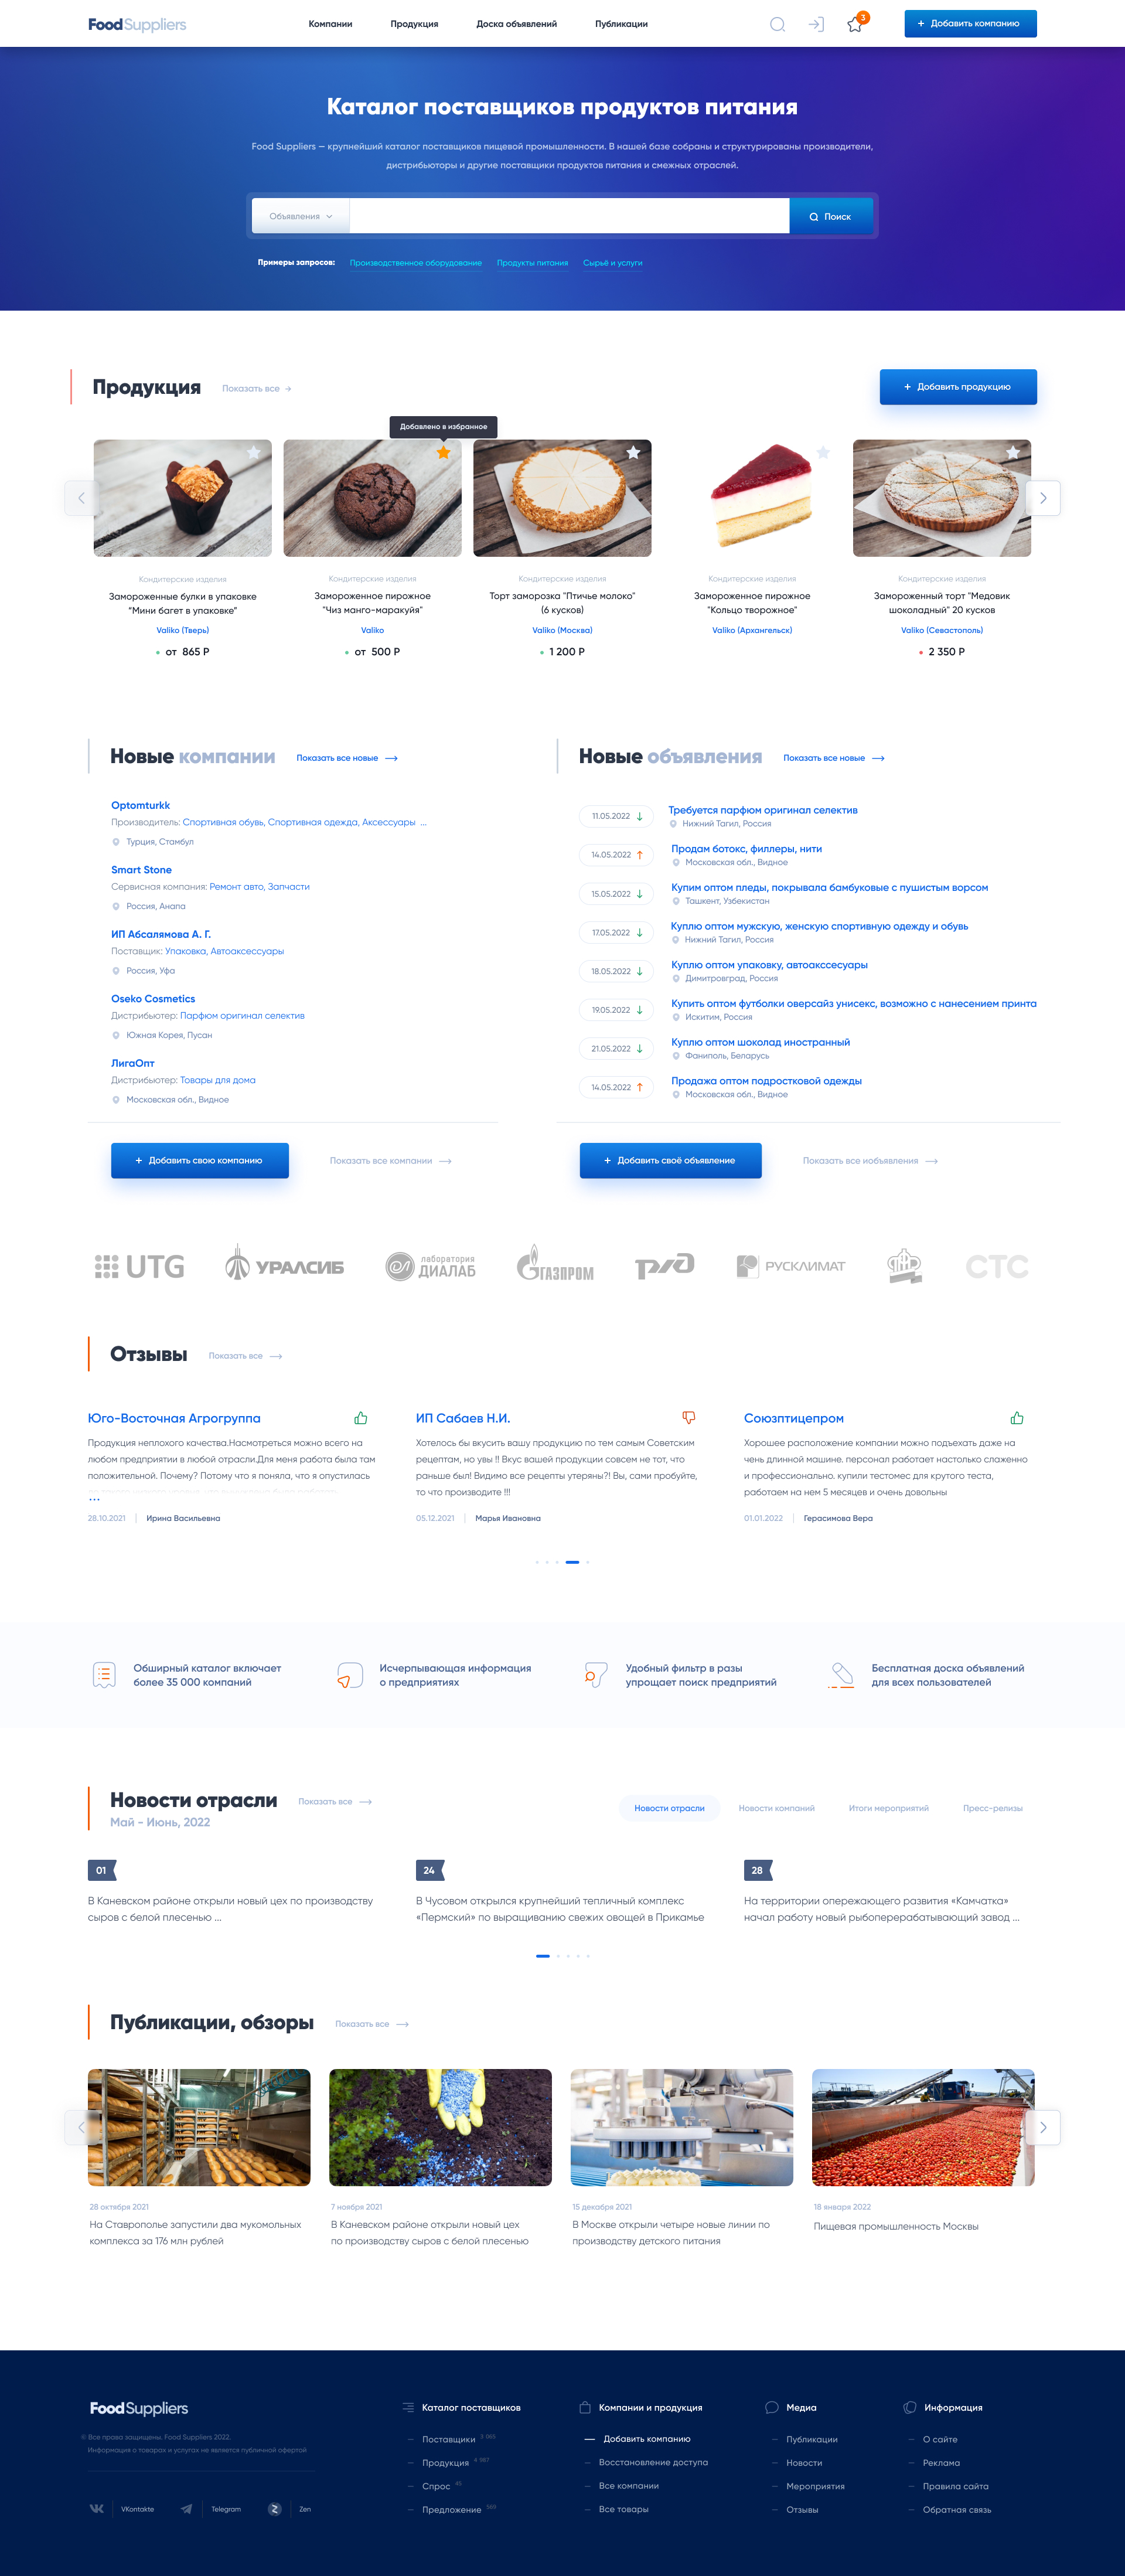 FoodSuppliers
Компании
Продукция
Доска объявлений
Публикации
3
+ Добавить компанию
Каталог поставщиков продуктов питания
Food Suppliers — крупнейший каталог поставщиков пищевой промышленности. В нашей базе собраны и структурированы производители,
дистрибьюторы и другие поставщики продуктов питания и смежных отраслей.
Объявления
Поиск
Примеры запросов:
Производственное оборудование
Продукты питания
Сырьё и услуги
Продукция
Показать все →
+ Добавить продукцию
Добавлено в избранное
Кондитерские изделия
Замороженные булки в упаковке
“Мини багет в упаковке”
Valiko (Тверь)
от 865 Р
Кондитерские изделия
Замороженное пирожное
"Чиз манго-маракуйя"
Valiko
от 500 Р
Кондитерские изделия
Торт заморозка "Птичье молоко"
(6 кусков)
Valiko (Москва)
1 200 Р
Кондитерские изделия
Замороженное пирожное
"Кольцо творожное"
Valiko (Архангельск)
Кондитерские изделия
Замороженный торт "Медовик
шоколадный" 20 кусков
Valiko (Севастополь)
2 350 Р
Новые компании
Показать все новые
Optomturkk
Производитель: Спортивная обувь, Спортивная одежда, Аксессуары ...
Турция, Стамбул
Smart Stone
Сервисная компания: Ремонт авто, Запчасти
Россия, Анапа
ИП Абсалямова А. Г.
Поставщик: Упаковка, Автоаксессуары
Россия, Уфа
Oseko Cosmetics
Дистрибьютер: Парфюм оригинал селектив
Южная Корея, Пусан
ЛигаОпт
Дистрибьютер: Товары для дома
Московская обл., Видное
+ Добавить свою компанию
Показать все компании
Новые объявления
Показать все новые
11.05.2022
Требуется парфюм оригинал селектив
Нижний Тагил, Россия
14.05.2022
Продам ботокс, филлеры, нити
Московская обл., Видное
15.05.2022
Купим оптом пледы, покрывала бамбуковые с пушистым ворсом
Ташкент, Узбекистан
17.05.2022
Куплю оптом мужскую, женскую спортивную одежду и обувь
Нижний Тагил, Россия
18.05.2022
Куплю оптом упаковку, автоакссесуары
Димитровград, Россия
19.05.2022
Купить оптом футболки оверсайз унисекс, возможно с нанесением принта
Искитим, Россия
21.05.2022
Куплю оптом шоколад иностранный
Фаниполь, Беларусь
14.05.2022
Продажа оптом подростковой одежды
Московская обл., Видное
+ Добавить своё объявление
Показать все иобъявления
UTG
УРАЛСИБ
лаборатория
ДИАЛАБ
ГАЗПРОМ
РЖД
РУСКЛИМАТ
СТС
Отзывы
Показать все
Юго-Восточная Агрогруппа
Продукция неплохого качества.Насмотреться можно всего на
любом предприятии в любой отрасли.Для меня работа была там
положительной. Почему? Потому что я поняла, что я опустилась
...
28.10.2021
Ирина Васильевна
ИП Сабаев Н.И.
Хотелось бы вкусить вашу продукцию по тем самым Советским
рецептам, но увы !! Вкус вашей продукции совсем не тот, что
раньше был! Видимо все рецепты утеряны?! Вы, сами пробуйте,
то что производите !!!
05.12.2021
Марья Ивановна
Союзптицепром
Хорошее расположение компании можно подъехать даже на
чень длинной машине. персонал работает настолько слаженно
и профессионально. купили тестомес для крутого теста,
работаем на нем 5 месяцев и очень довольны
01.01.2022
Герасимова Вера
Обширный каталог включает
более 35 000 компаний
Исчерпывающая информация
о предприятиях
Удобный фильтр в разы
упрощает поиск предприятий
Бесплатная доска объявлений
для всех пользователей
Новости отрасли
Показать все
Май - Июнь, 2022
Новости отрасли
Новости компаний
Итоги мероприятий
Пресс-релизы
01
В Каневском районе открыли новый цех по производству
сыров с белой плесенью ...
24
В Чусовом открылся крупнейший тепличный комплекс
«Пермский» по выращиванию свежих овощей в Прикамье
28
На территории опережающего развития «Камчатка»
начал работу новый рыбоперерабатывающий завод ...
Публикации, обзоры
Показать все
28 октября 2021
На Ставрополье запустили два мукомольных
комплекса за 176 млн рублей
7 ноября 2021
В Каневском районе открыли новый цех
по производству сыров с белой плесенью
15 декабря 2021
В Москве открыли четыре новые линии по
производству детского питания
18 января 2022
Пищевая промышленность Москвы
FoodSuppliers
© Все права защищены. Food Suppliers 2022.
Информация о товарах и услугах не является публичной офертой
VKontakte
Telegram
Zen
Каталог поставщиков
Поставщики
Продукция
Спрос
Предложение
Компании и продукция
Добавить компанию
Восстановление доступа
Все компании
Все товары
Медиа
Публикации
Новости
Мероприятия
Отзывы
Информация
О сайте
Реклама
Правила сайта
Обратная связь